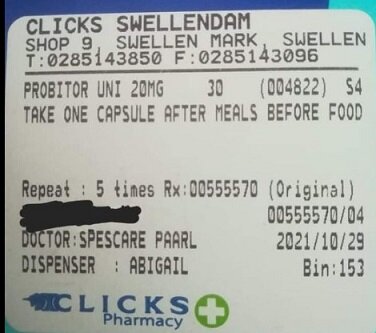 CLICKS SWELLENDAM
SHOP 9, SWELLEN MARK, SWELLEN
T:0285143850 F:0285143096
PROBITOR UNI 20MG 30 (004822) S4
TAKE ONE CAPSULE AFTER MEALS BEFORE FOOD
Repeat : 5 times Rx:00555570 (Original)
00555570/04
DOCTOR:SPESCARE PAARL 2021/10/29
DISPENSER : ABIGAIL Bin:153
CLICKS
Pharmacy